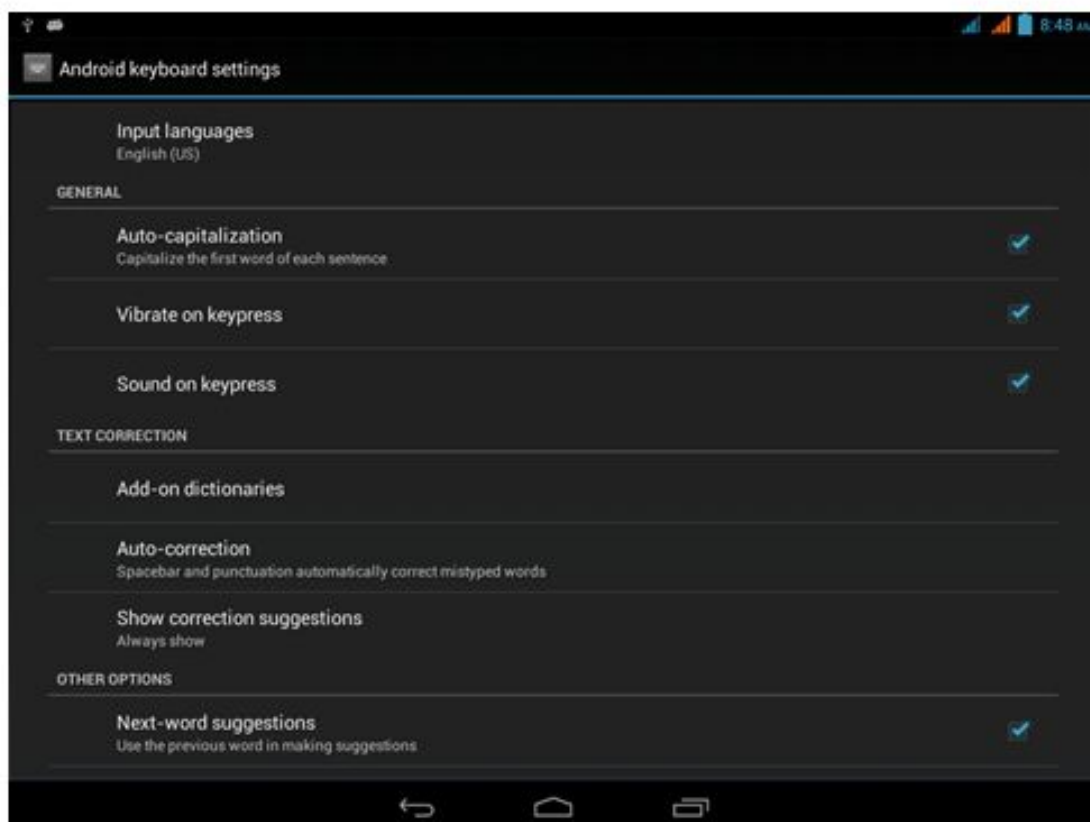 8:48 AM
Android keyboard settings
Input languages
English (US)
GENERAL
Auto-capitalization
Capitalize the first word of each sentence
Vibrate on keypress
Sound on keypress
TEXT CORRECTION
Add-on dictionaries
Auto-correction
Spacebar and punctuation automatically correct mistyped words
Show correction suggestions
Always show
OTHER OPTIONS
Next-word suggestions
Use the previous word in making suggestions